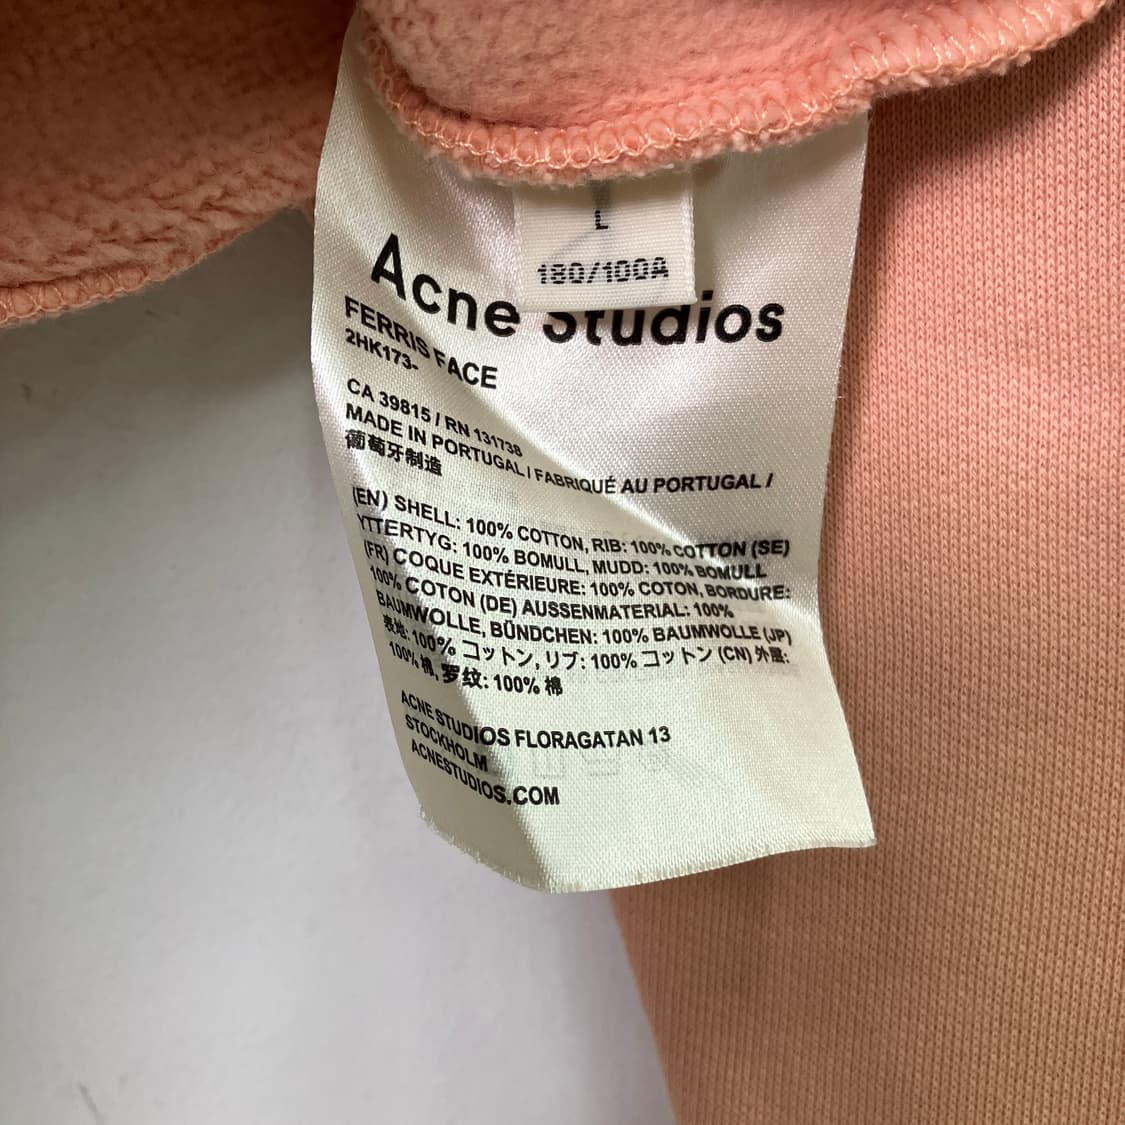 L
180/100A
Acne Studios
FERRIS FACE
2HK173-
CA 39815 / RN 131738
MADE IN PORTUGAL / FABRIQUÉ AU PORTUGAL /
葡萄牙制造
(EN) SHELL: 100% COTTON, RIB: 100% COTTON (SE)
YTTERTYG: 100% BOMULL, MUDD: 100% BOMULL
(FR) COQUE EXTÉRIEURE: 100% COTON, BORDURE:
100% COTON (DE) AUSSENMATERIAL: 100%
BAUMWOLLE, BÜNDCHEN: 100% BAUMWOLLE (JP)
表地: 100% コットン, リブ: 100% コットン (CN) 外层:
100% 棉, 罗纹: 100% 棉
ACNE STUDIOS FLORAGATAN 13
STOCKHOLM
ACNESTUDIOS.COM